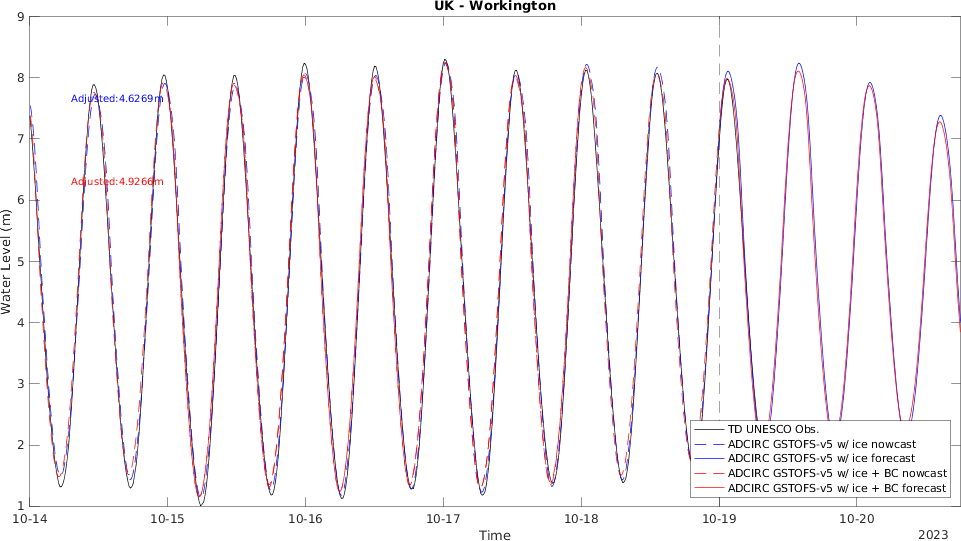 UK - Workington
9
8
7
6
5
4
3
2
1
Water Level (m)
Adjusted:4.6269m
Adjusted:4.9266m
TD UNESCO Obs.
ADCIRC GSTOFS-v5 w/ ice nowcast
ADCIRC GSTOFS-v5 w/ ice forecast
ADCIRC GSTOFS-v5 w/ ice + BC nowcast
ADCIRC GSTOFS-v5 w/ ice + BC forecast
10-14 10-15 10-16 10-17 10-18 10-19 10-20
Time
2023